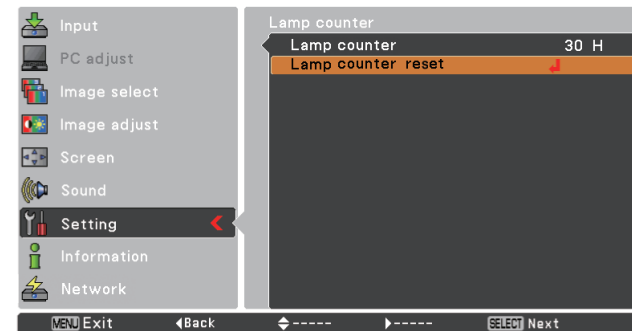 Input
PC adjust
Image select
Image adjust
Screen
Sound
Setting
Information
Network
Lamp counter
Lamp counter 30 H
Lamp counter reset
MENU Exit ◀Back ◆----- ▶----- SELECT Next